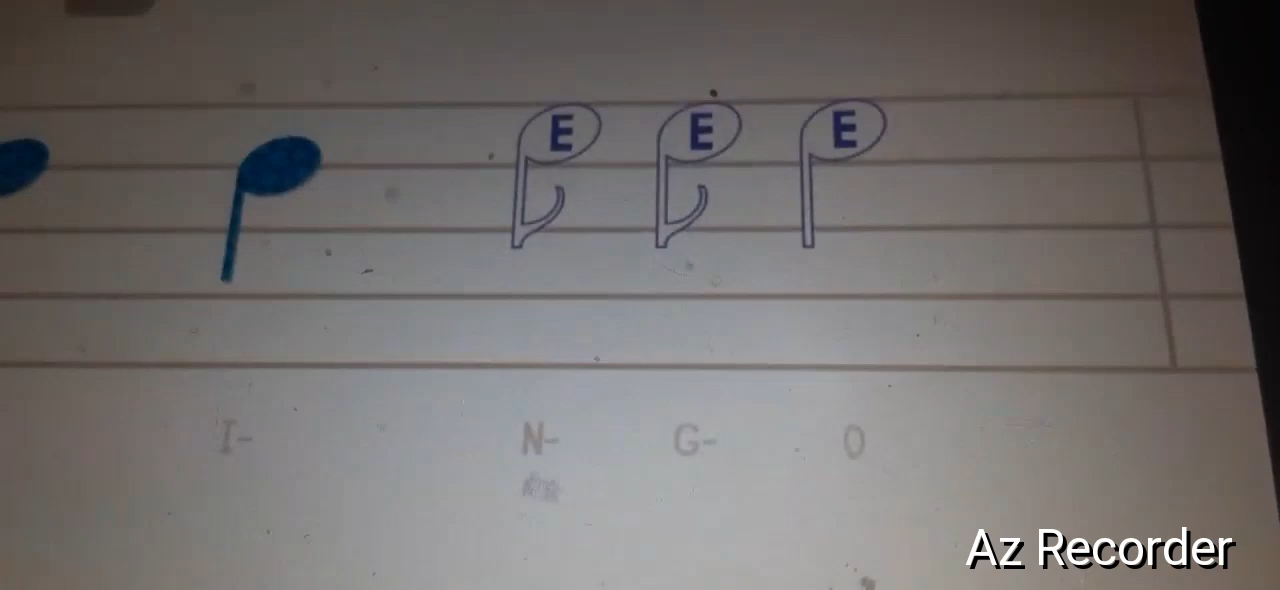 E E E
I- N- G- O
Az Recorder